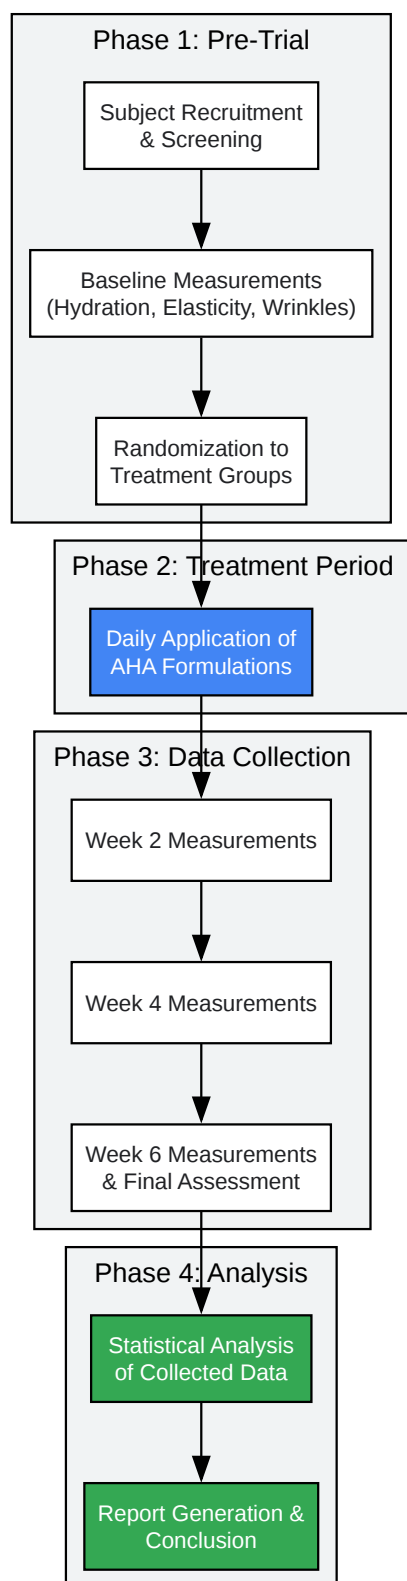 Phase 1: Pre-Trial
Subject Recruitment
& Screening
Baseline Measurements
(Hydration, Elasticity, Wrinkles)
Randomization to
Treatment Groups
Phase 2: Treatment Period
Daily Application of
AHA Formulations
Phase 3: Data Collection
Week 2 Measurements
Week 4 Measurements
Week 6 Measurements
& Final Assessment
Phase 4: Analysis
Statistical Analysis
of Collected Data
Report Generation &
Conclusion